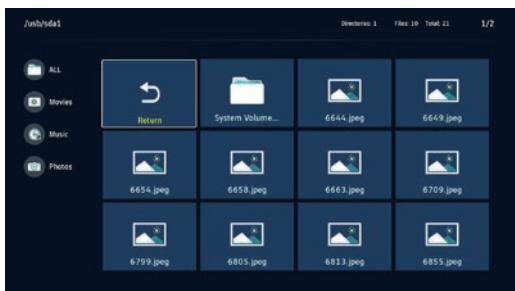 /usb/sda1
Directories: 1 Files: 19 Total: 21 1/2
ALL
Movies
Music
Photos
Return
System Volume...
6644.jpeg
6649.jpeg
6654.jpeg
6658.jpeg
6663.jpeg
6709.jpeg
6799.jpeg
6805.jpeg
6813.jpeg
6855.jpeg